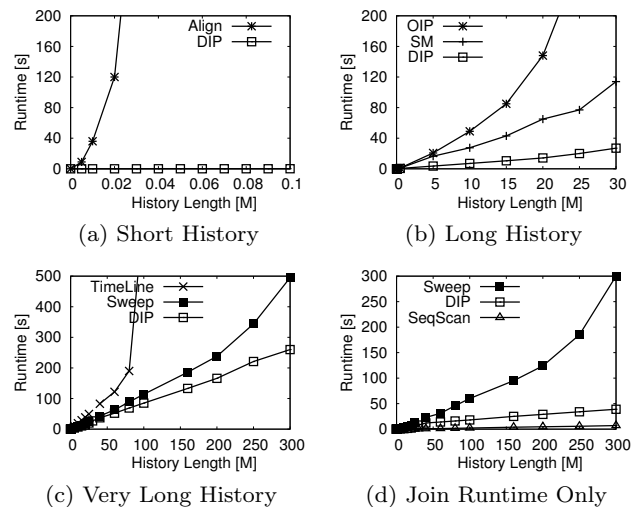 200
160
120
80
40
0
Runtime [s]
Align
DIP
0
0.02
0.04
0.06
0.08
0.1
History Length [M]
(a) Short History
200
160
120
80
40
0
Runtime [s]
OIP
SM
DIP
0
5
10
15
20
25
30
History Length [M]
(b) Long History
500
400
300
200
100
0
Runtime [s]
TimeLine
Sweep
DIP
0
50
100
150
200
250
300
History Length [M]
(c) Very Long History
300
250
200
150
100
50
0
Runtime [s]
Sweep
DIP
SeqScan
0
50
100
150
200
250
300
History Length [M]
(d) Join Runtime Only